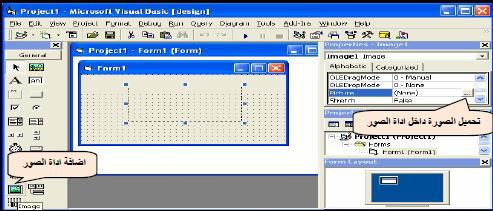 Project1 - Microsoft Visual Basic [design]
File Edit View Project Format Debug Run Query Diagram Tools Add-Ins Window Help
General
A
abl
Project1 - Form1 (Form)
Form1
Properties - Image1
Image1 Image
Alphabetic Categorized
OLEDragMode 0 - Manual
OLEDropMode 0 - None
Picture (None) ...
Stretch False
تحميل الصورة داخل اداة الصور
Project1 (Project1)
Forms
Form1 (Form1)
Form Layout
اضافة اداة الصور
Image